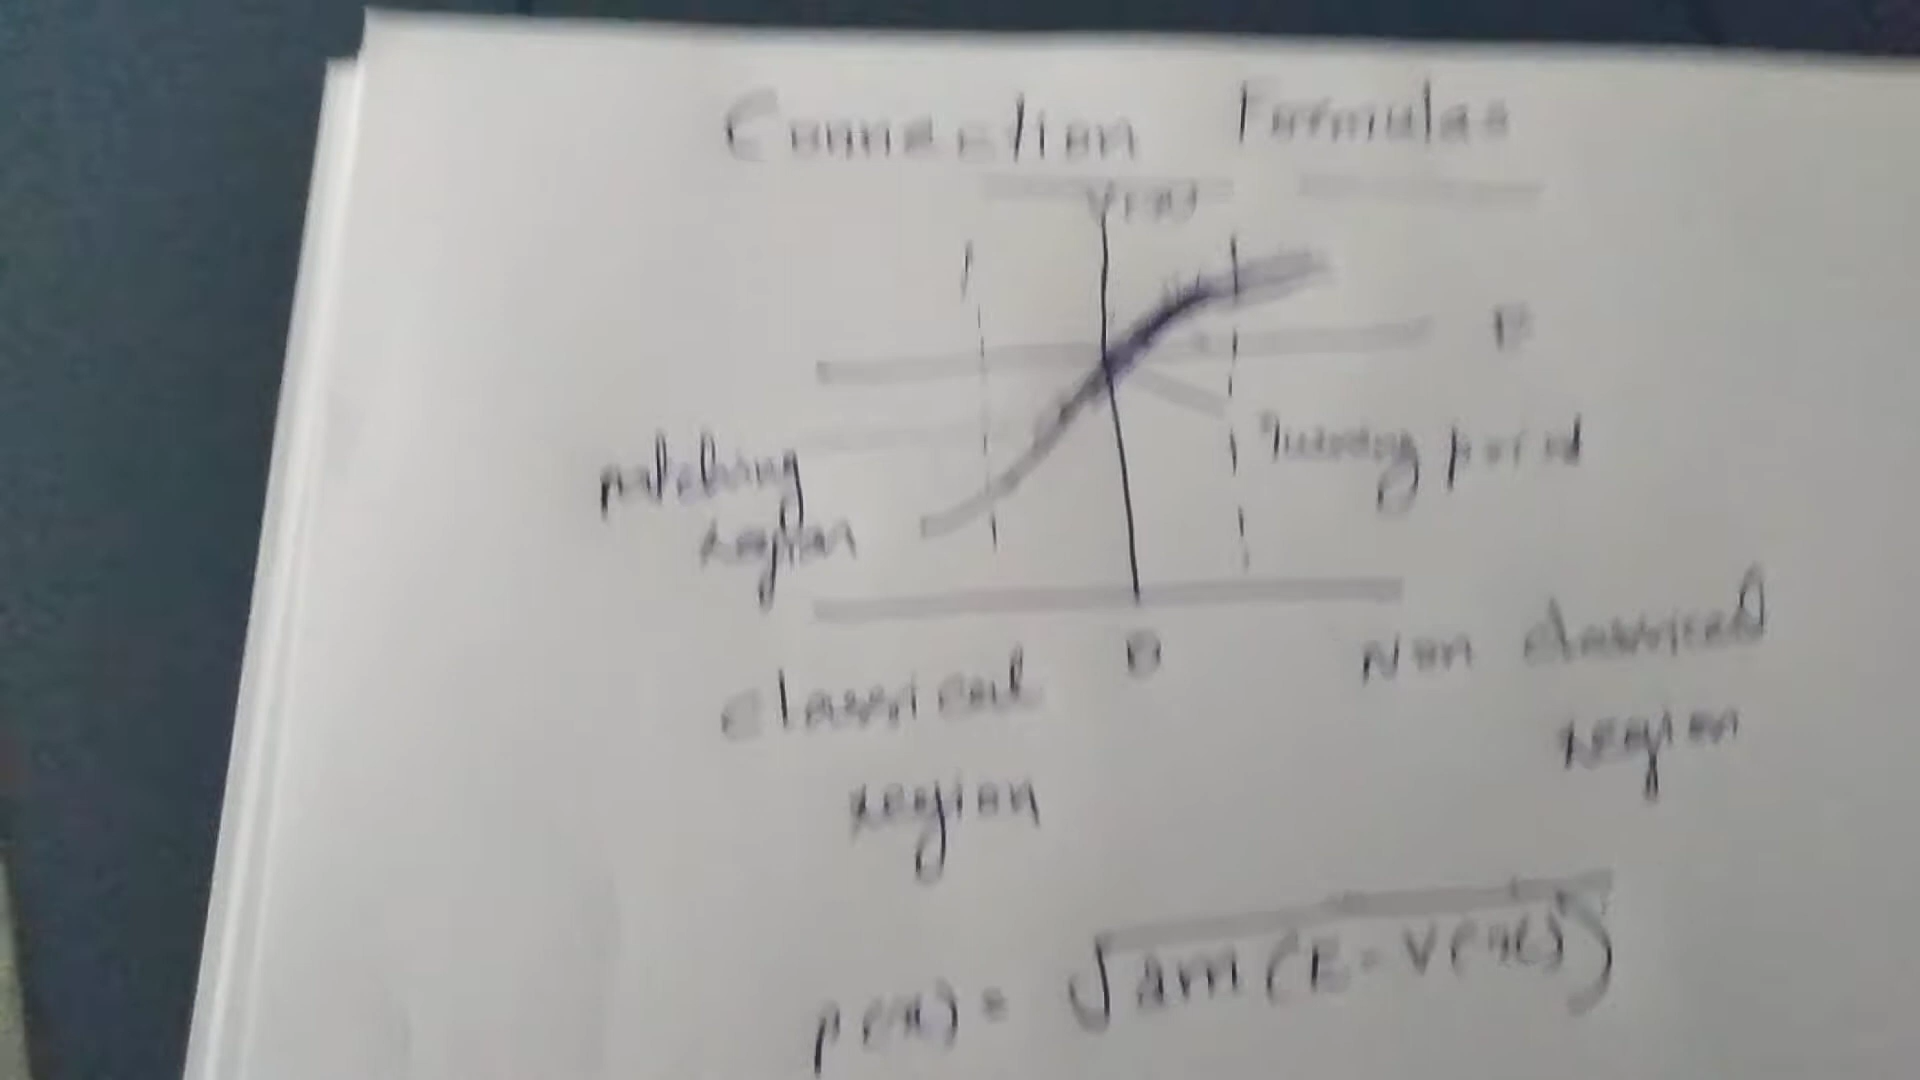 Connection Formulas
V(x)
E
Turning point
matching
region
0
classical
region
Non classical
region
p(x) = √2m(E - V(x))